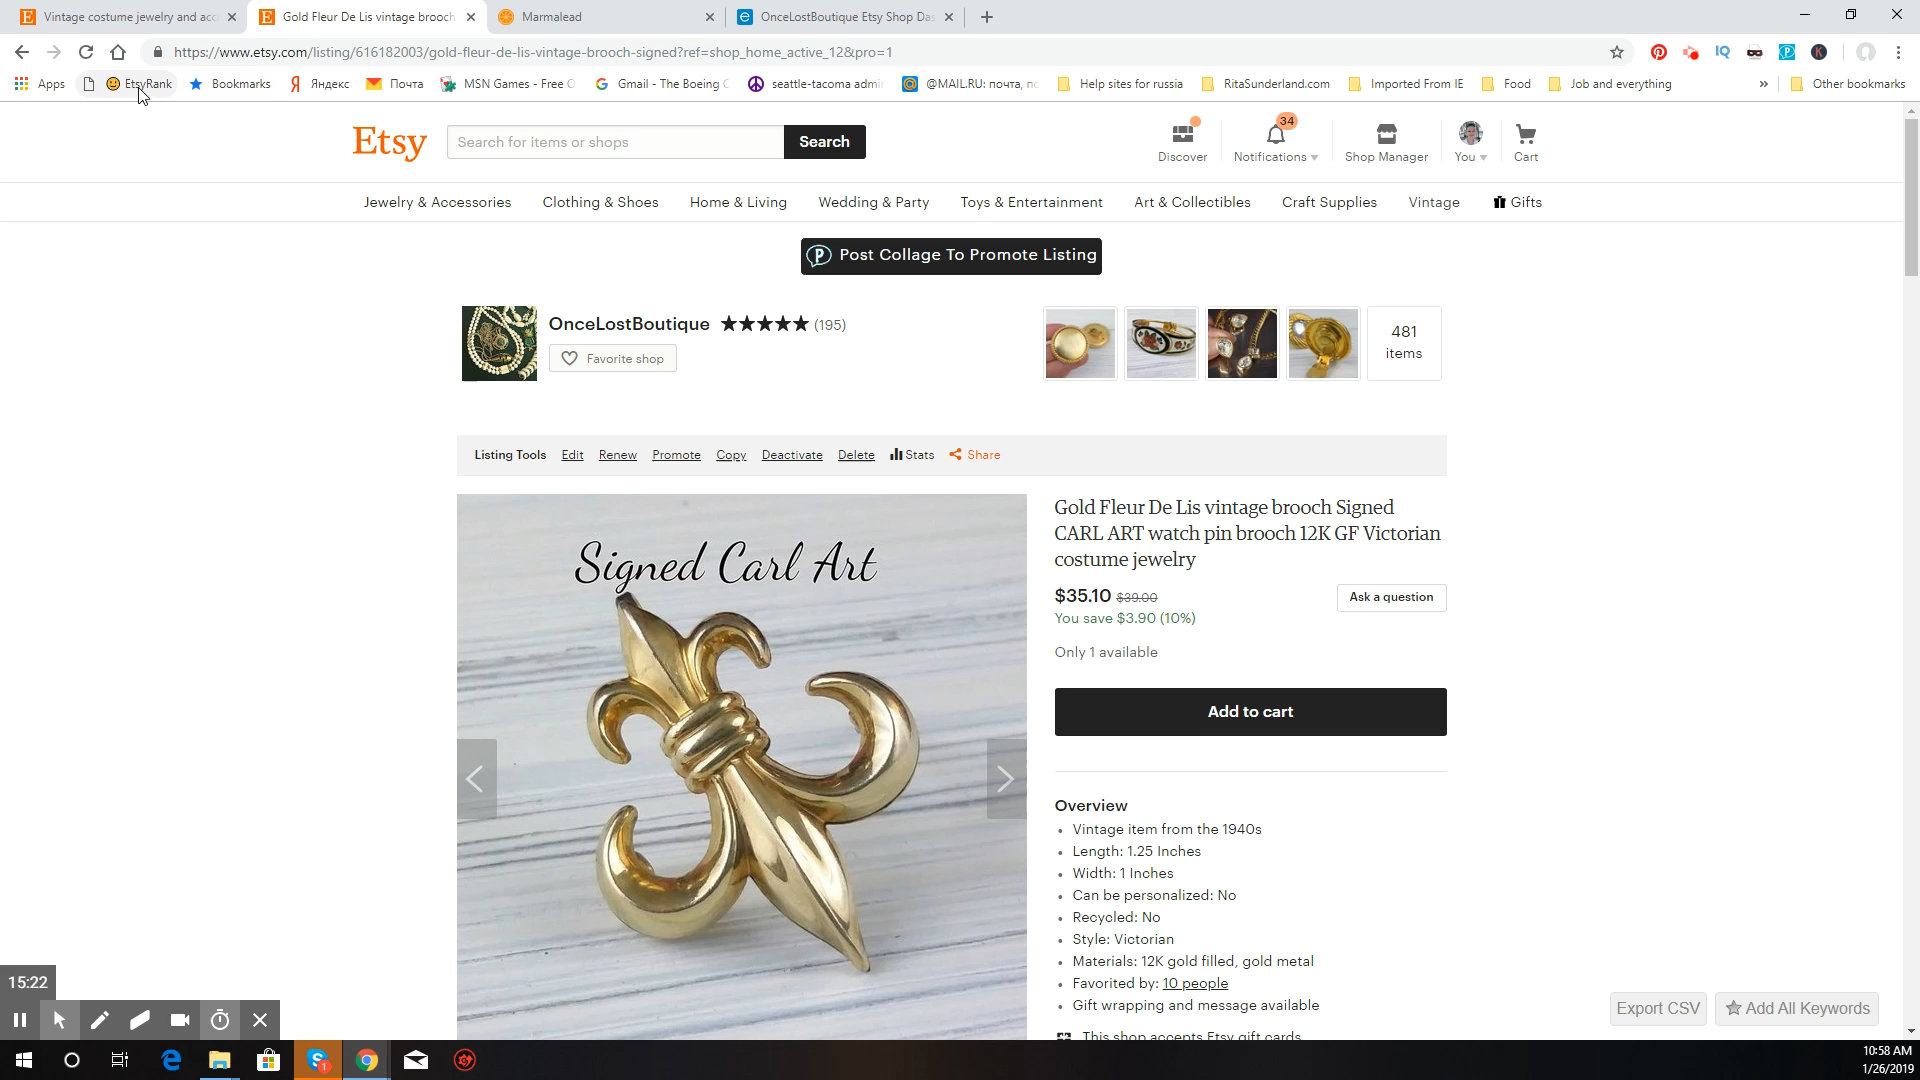 Vintage costume jewelry and acc
Gold Fleur De Lis vintage brooch
Marmalead
OnceLostBoutique Etsy Shop Das
https://www.etsy.com/listing/616182003/gold-fleur-de-lis-vintage-brooch-signed?ref=shop_home_active_12&pro=1
Apps
EtsyRank
Bookmarks
Яндекс
Почта
MSN Games - Free O
Gmail - The Boeing C
seattle-tacoma admin
@MAIL.RU: почта, по
Help sites for russia
RitaSunderland.com
Imported From IE
Food
Job and everything
»
Other bookmarks
Etsy
Search for items or shops
Search
Discover
34
Notifications
Shop Manager
You
Cart
Jewelry & Accessories
Clothing & Shoes
Home & Living
Wedding & Party
Toys & Entertainment
Art & Collectibles
Craft Supplies
Vintage
Gifts
Post Collage To Promote Listing
OnceLostBoutique ★★★★★ (195)
Favorite shop
481
items
Listing Tools Edit Renew Promote Copy Deactivate Delete Stats Share
Signed Carl Art
Gold Fleur De Lis vintage brooch Signed
CARL ART watch pin brooch 12K GF Victorian
costume jewelry
$35.10 $39.00
Ask a question
You save $3.90 (10%)
Only 1 available
Add to cart
Overview
• Vintage item from the 1940s
• Length: 1.25 Inches
• Width: 1 Inches
• Can be personalized: No
• Recycled: No
• Style: Victorian
• Materials: 12K gold filled, gold metal
• Favorited by: 10 people
• Gift wrapping and message available
This shop accepts Etsy gift cards
Export CSV
Add All Keywords
15:22
10:58 AM
1/26/2019